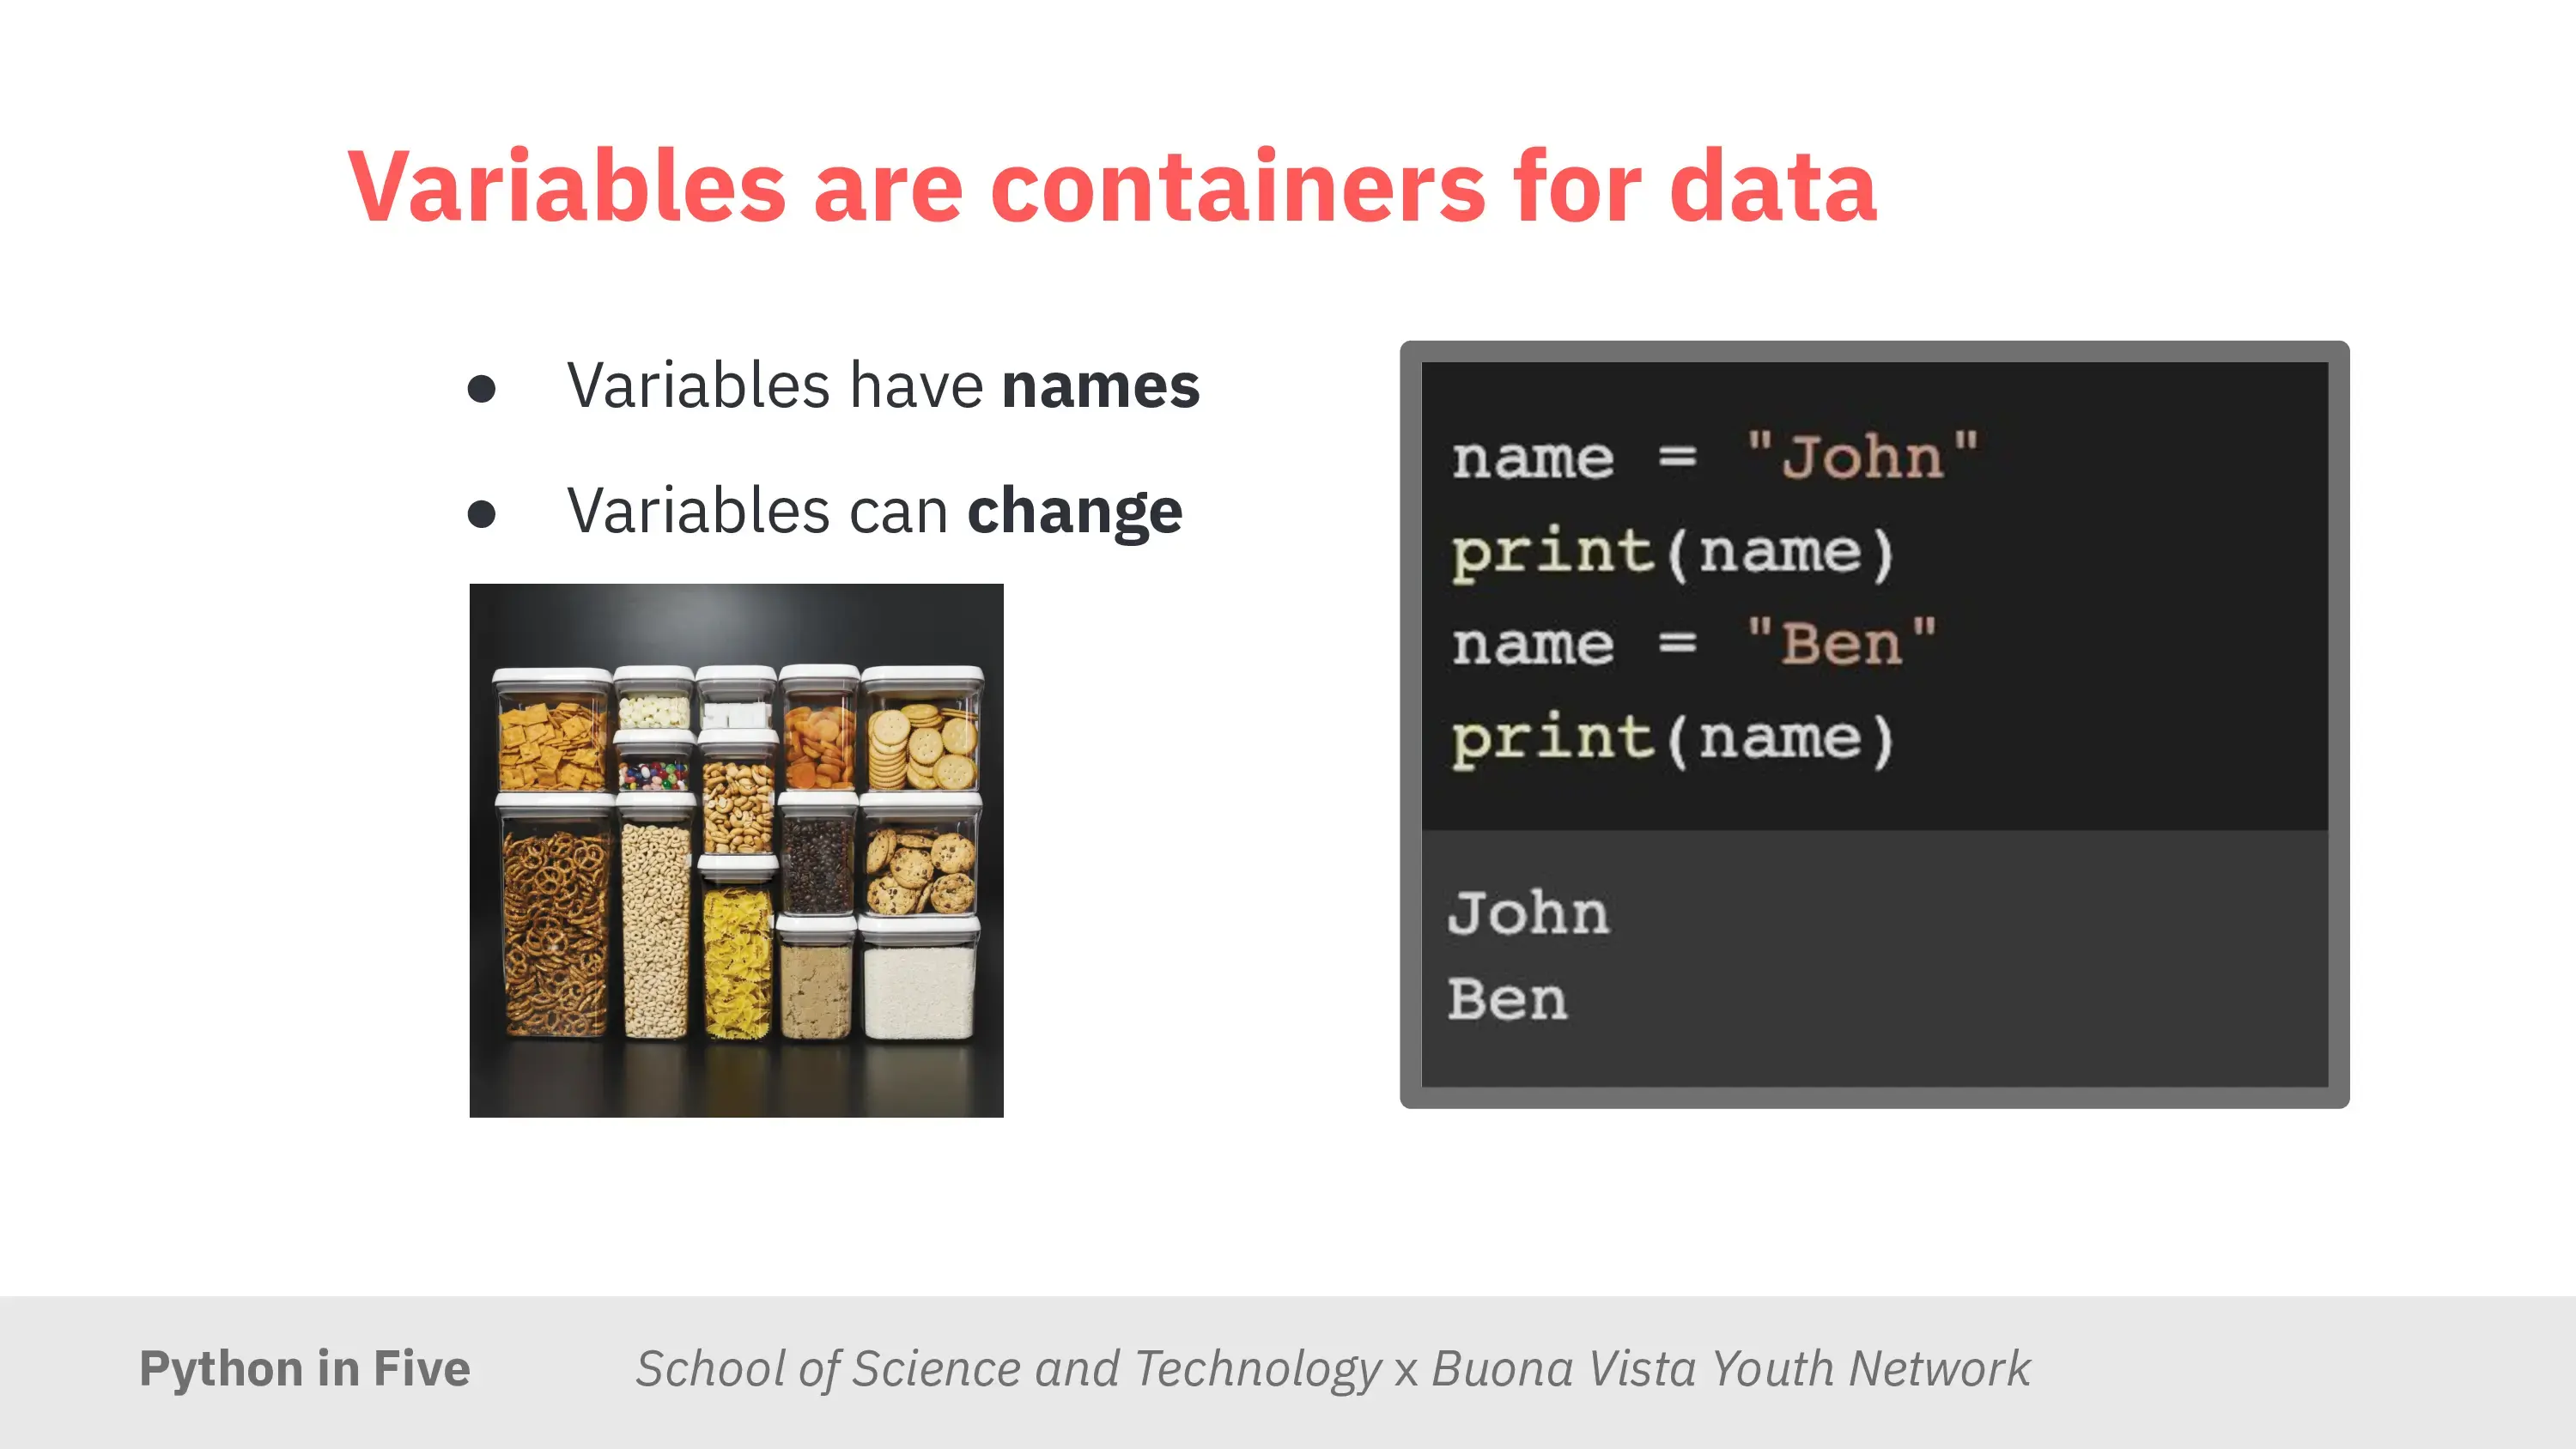 Variables are containers for data
● Variables have names
● Variables can change
name = "John"
print(name)
name = "Ben"
print(name)
John
Ben
Python in Five
School of Science and Technology x Buona Vista Youth Network